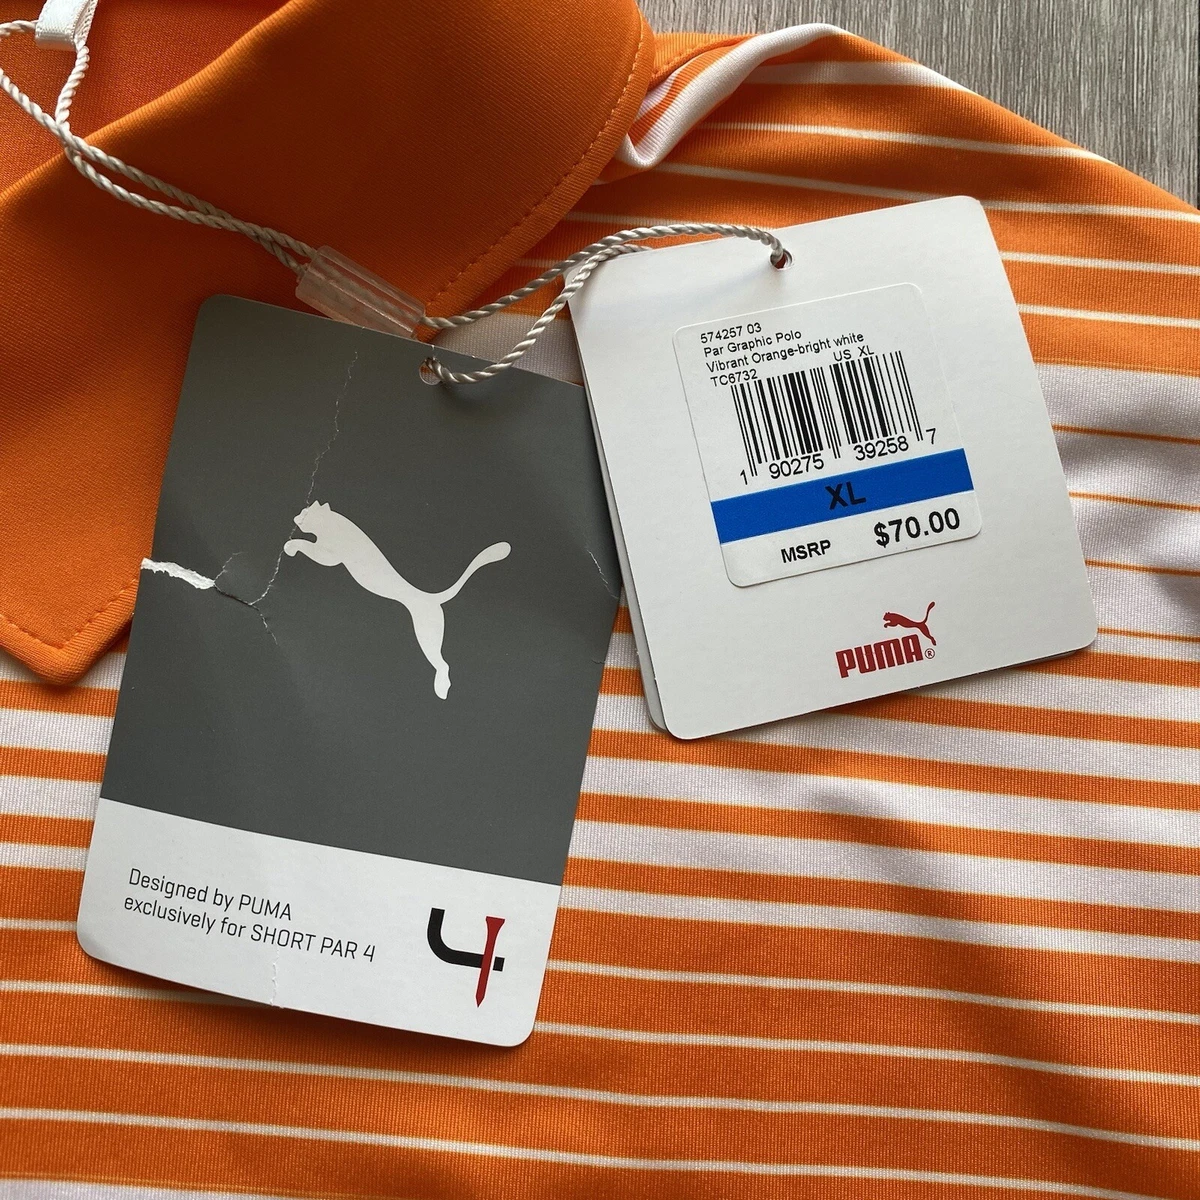 574257 03
Par Graphic Polo
Vibrant Orange-bright white
US XL
TC6732
1 90275 39258 7
XL
MSRP $70.00
PUMA®
Designed by PUMA
exclusively for SHORT PAR 4
4